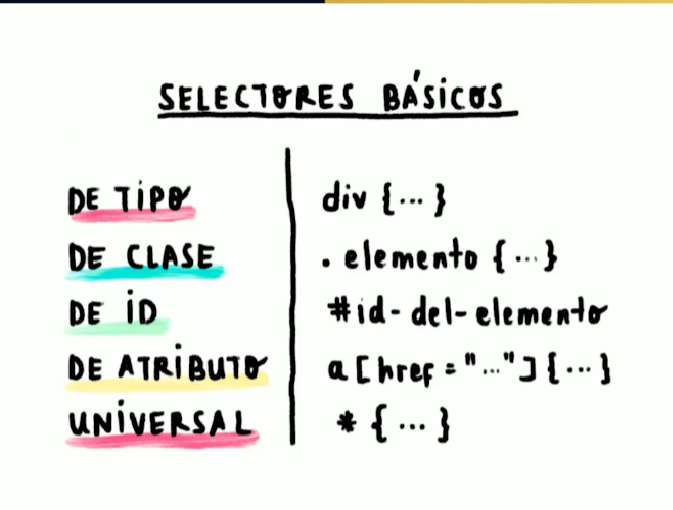 SELECTORES BÁSICOS
DE TIPO div {...}
DE CLASE .elemento {...}
DE ID #id-del-elemento
DE ATRIBUTO a[href="..."]{...}
UNIVERSAL * {...}